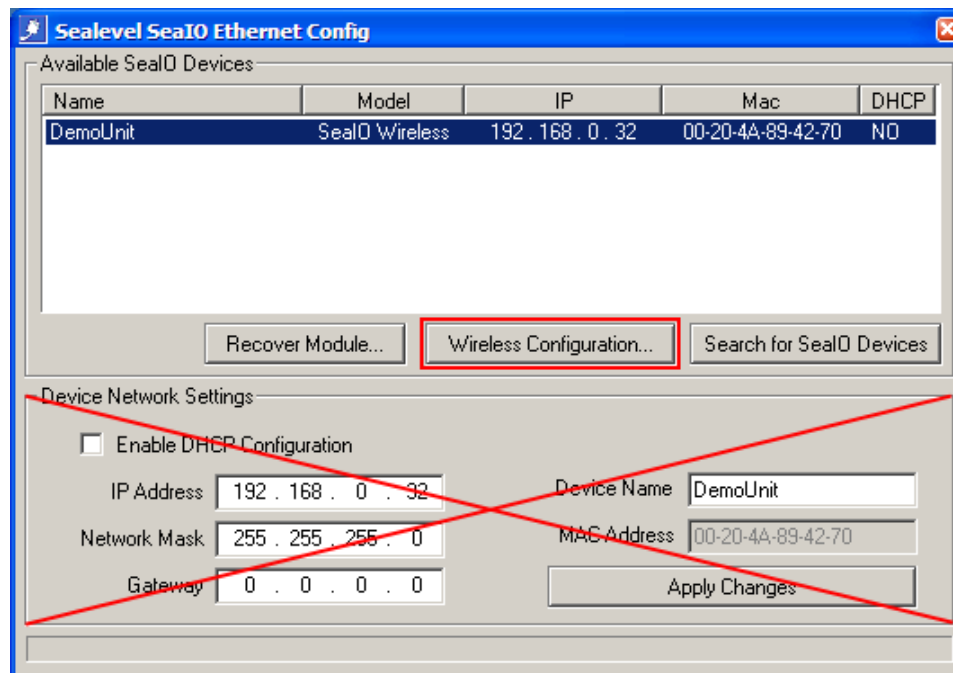 Sealevel SeaIO Ethernet Config
Available SeaIO Devices
Name Model IP Mac DHCP
DemoUnit SeaIO Wireless 192 . 168 . 0 . 32 00-20-4A-89-42-70 NO
Recover Module... Wireless Configuration... Search for SeaIO Devices
Device Network Settings
Enable DHCP Configuration
IP Address 192 . 168 . 0 . 32 Device Name DemoUnit
Network Mask 255 . 255 . 255 . 0 MAC Address 00-20-4A-89-42-70
Gateway 0 . 0 . 0 . 0 Apply Changes